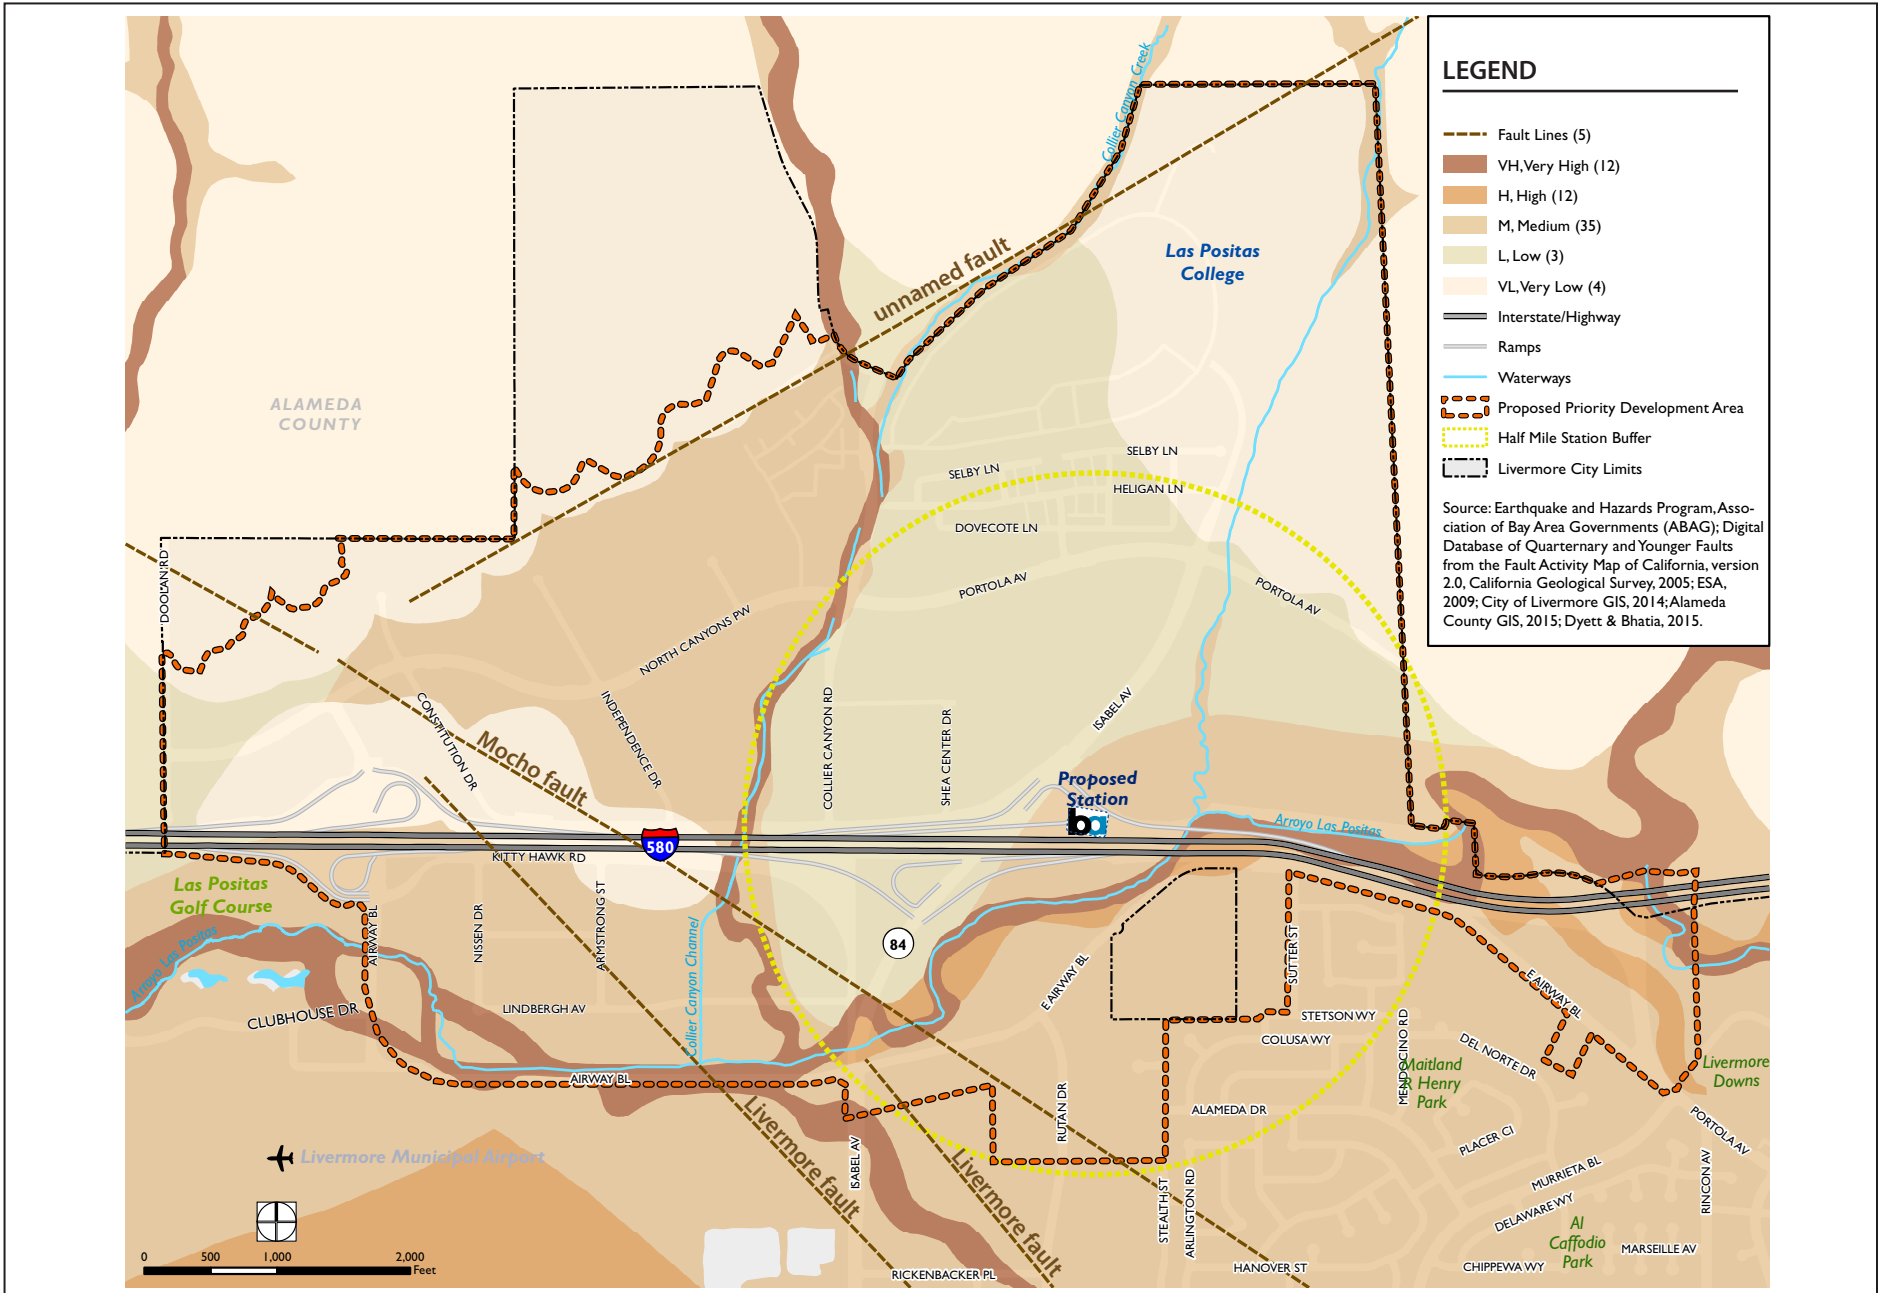 LEGEND
Fault Lines (5)
VH, Very High (12)
H, High (12)
M, Medium (35)
L, Low (3)
VL, Very Low (4)
Interstate/Highway
Ramps
Waterways
Proposed Priority Development Area
Half Mile Station Buffer
Livermore City Limits
Source: Earthquake and Hazards Program, Asso-
ciation of Bay Area Governments (ABAG); Digital
Database of Quarternary and Younger Faults
from the Fault Activity Map of California, version
2.0, California Geological Survey, 2005; ESA,
2009; City of Livermore GIS, 2014; Alameda
County GIS, 2015; Dyett & Bhatia, 2015.
Collier Canyon Creek
Las Positas
College
unnamed fault
ALAMEDA
COUNTY
SELBY LN
SELBY LN
HELIGAN LN
DOVECOTE LN
PORTOLA AV
PORTOLA AV
DOOLAN RD
NORTH CANYONS PW
CONSTITUTION DR
INDEPENDENCE DR
COLLIER CANYON RD
SHEA CENTER DR
ISABEL AV
Mocho fault
Proposed
Station
ba
Arroyo Las Positas
580
KITTY HAWK RD
Las Positas
Golf Course
AIRWAY BL
NISSEN DR
ARMSTRONG ST
Collier Canyon Channel
84
E AIRWAY BL
SUTTER ST
E AIRWAY BL
Arroyo Las Positas
CLUBHOUSE DR
LINDBERGH AV
STETSON WY
COLUSA WY
MENDOCINO RD
DEL NORTE DR
Maitland
R Henry
Park
Livermore
Downs
AIRWAY BL
RUTAN DR
ALAMEDA DR
PORTOLA AV
PLACER CI
Livermore Municipal Airport
Livermore fault
ISABEL AV
Livermore fault
STEALTH ST
ARLINGTON RD
MURRIETA BL
DELAWARE WY
RINCON AV
Al
Caffodio
Park
MARSEILLE AV
CHIPPEWA WY
HANOVER ST
RICKENBACKER PL
0 500 1,000 2,000
Feet